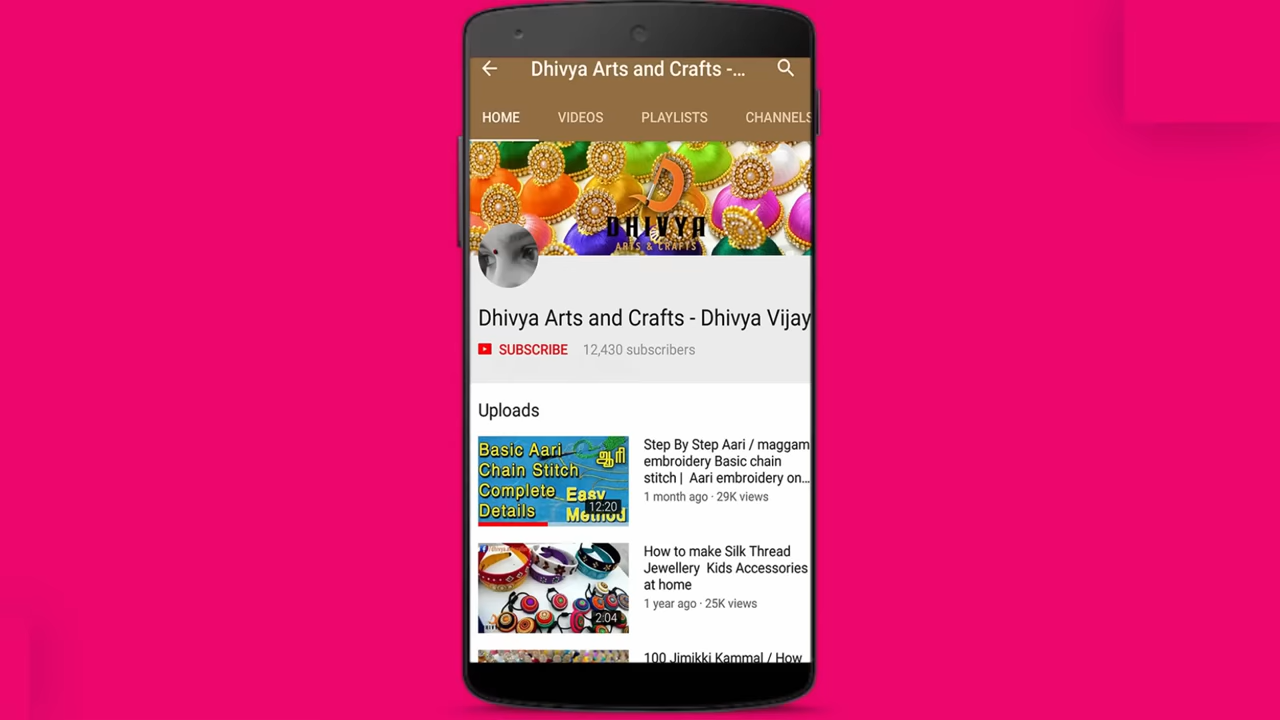 Dhivya Arts and Crafts -...
HOME VIDEOS PLAYLISTS CHANNELS
D
DHIVYA
ARTS & CRAFTS
Dhivya Arts and Crafts - Dhivya Vijay
SUBSCRIBE 12,430 subscribers
Uploads
Basic Aari
ஆரி
Chain Stitch
Complete
Details
Easy
Method
12:20
Step By Step Aari / maggam
embroidery Basic chain
stitch | Aari embroidery on...
1 month ago · 29K views
2:04
How to make Silk Thread
Jewellery Kids Accessories
at home
1 year ago · 25K views
100 Jimikki Kammal / How